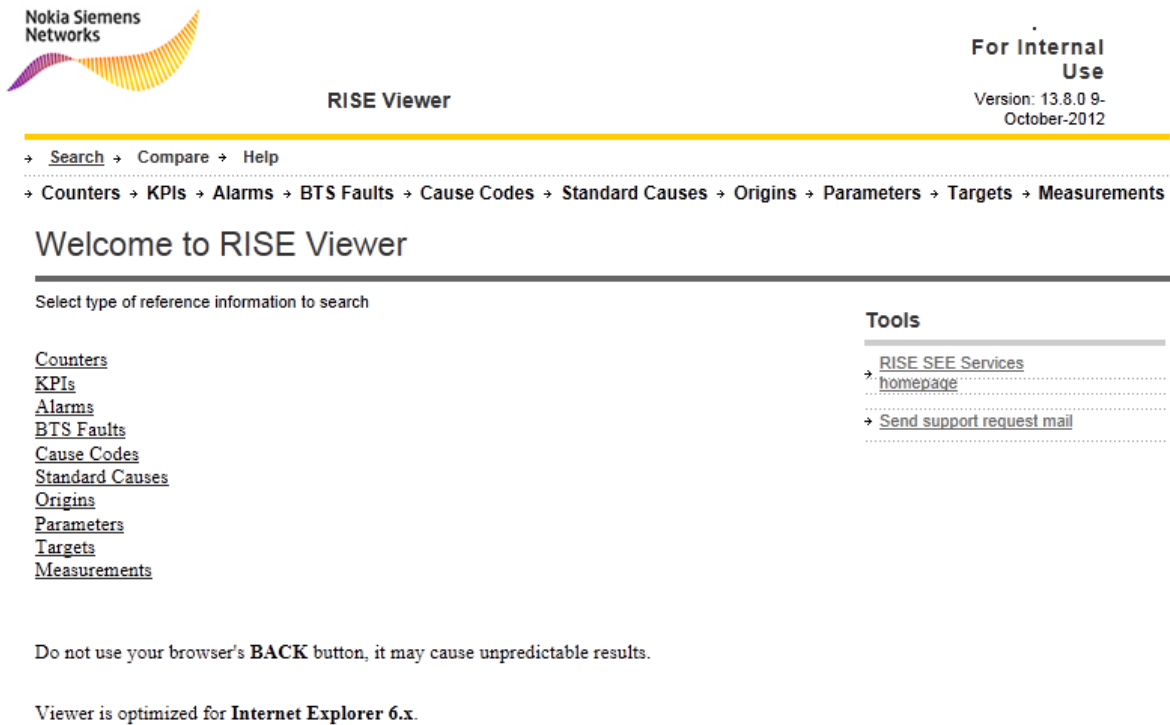 Nokia Siemens
Networks
For Internal
Use
RISE Viewer
Version: 13.8.0 9-
October-2012
Search Compare Help
Counters KPIs Alarms BTS Faults Cause Codes Standard Causes Origins Parameters Targets Measurements
Welcome to RISE Viewer
Select type of reference information to search
Counters
KPIs
Alarms
BTS Faults
Cause Codes
Standard Causes
Origins
Parameters
Targets
Measurements
Tools
RISE SEE Services
homepage
Send support request mail
Do not use your browser's BACK button, it may cause unpredictable results.
Viewer is optimized for Internet Explorer 6.x.